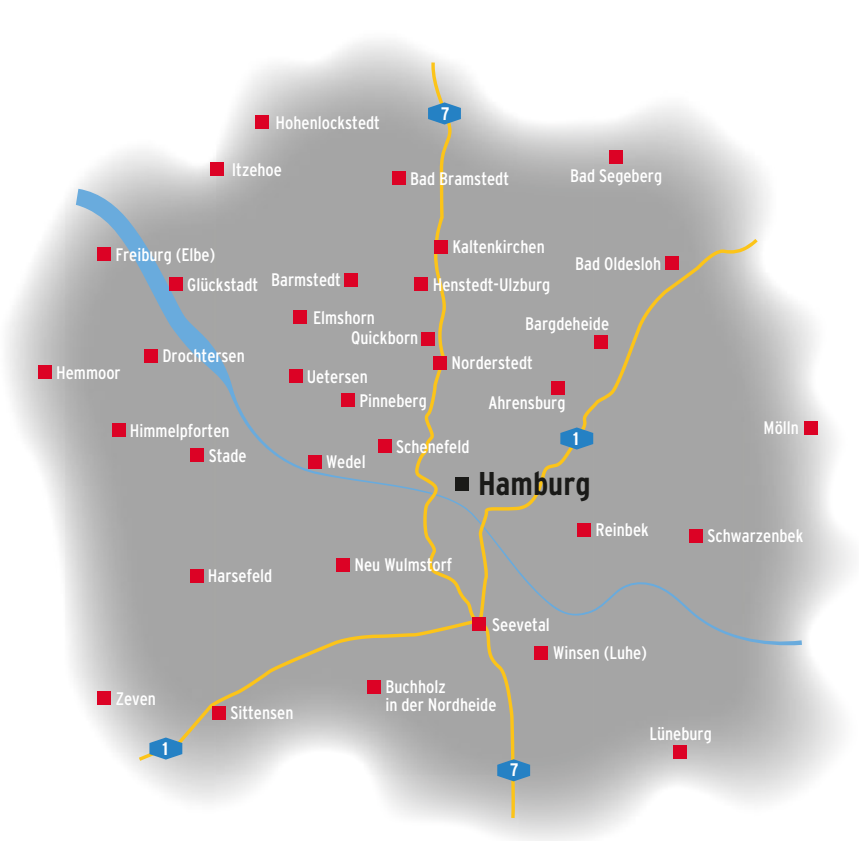 7
Hohenlockstedt
Itzehoe
Bad Bramstedt
Bad Segeberg
Kaltenkirchen
Freiburg (Elbe)
Bad Oldesloh
Glückstadt
Barmstedt
Henstedt-Ulzburg
Elmshorn
Bargdeheide
Quickborn
Drochtersen
Norderstedt
Hemmoor
Uetersen
Pinneberg
Ahrensburg
Himmelpforten
Mölln
1
Schenefeld
Stade
Wedel
Hamburg
Reinbek
Schwarzenbek
Neu Wulmstorf
Harsefeld
Seevetal
Winsen (Luhe)
Buchholz
in der Nordheide
Zeven
Sittensen
Lüneburg
1
7